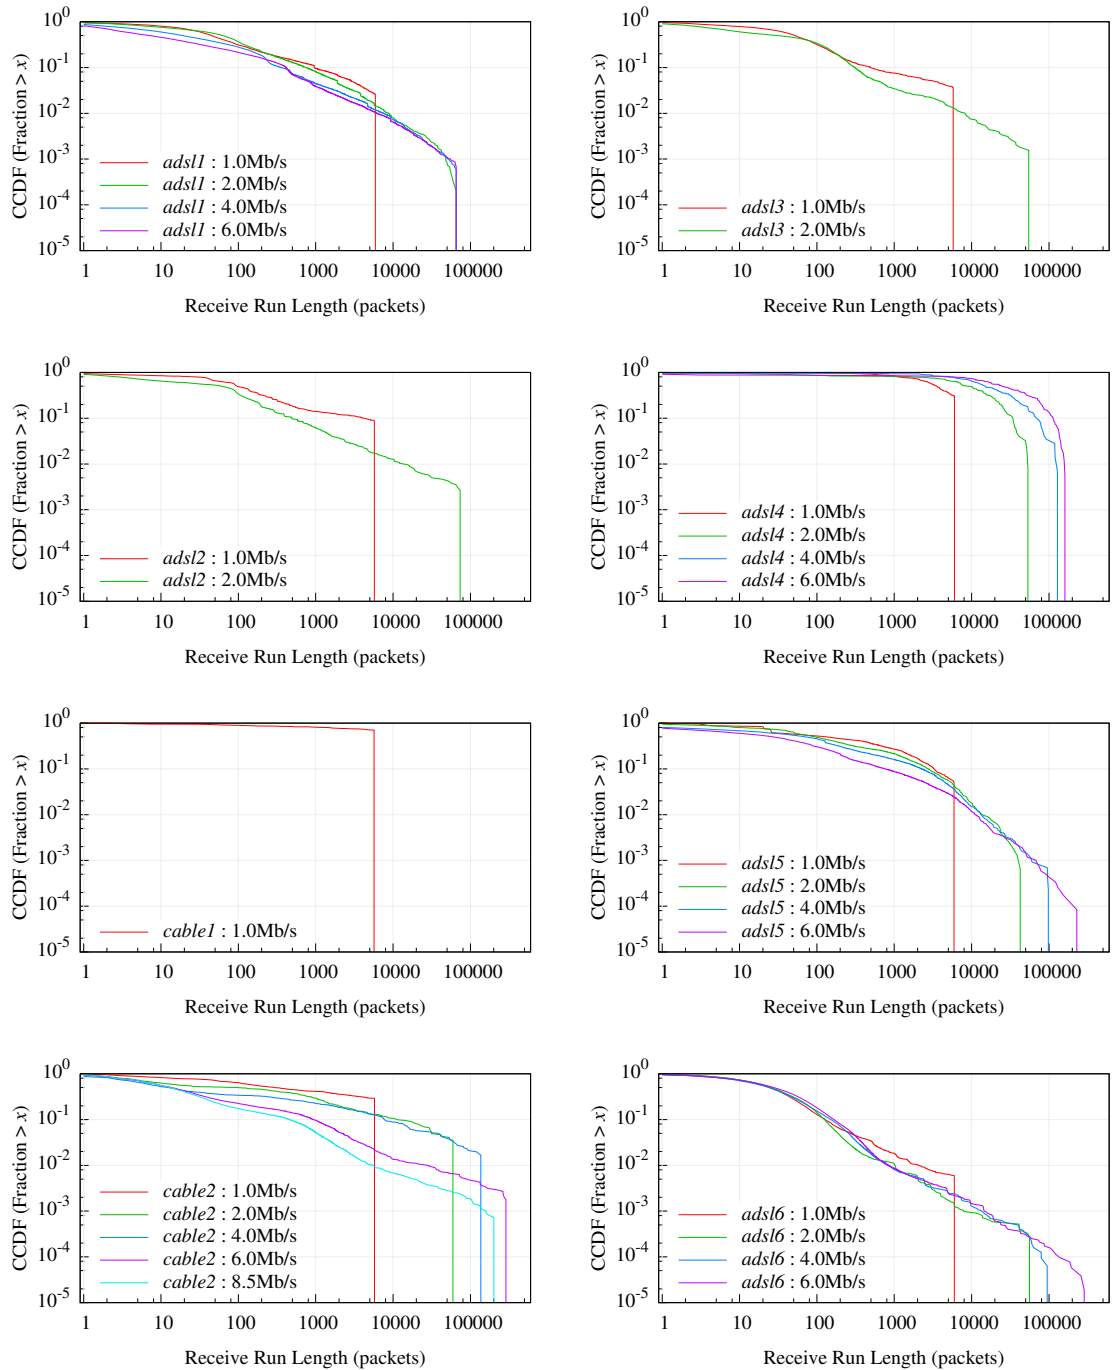 10^0
10^-1
10^-2
10^-3
10^-4
10^-5
CCDF (Fraction > x)
adsl1 : 1.0Mb/s
adsl1 : 2.0Mb/s
adsl1 : 4.0Mb/s
adsl1 : 6.0Mb/s
1 10 100 1000 10000 100000
Receive Run Length (packets)
10^0
10^-1
10^-2
10^-3
10^-4
10^-5
CCDF (Fraction > x)
adsl3 : 1.0Mb/s
adsl3 : 2.0Mb/s
1 10 100 1000 10000 100000
Receive Run Length (packets)
10^0
10^-1
10^-2
10^-3
10^-4
10^-5
CCDF (Fraction > x)
adsl2 : 1.0Mb/s
adsl2 : 2.0Mb/s
1 10 100 1000 10000 100000
Receive Run Length (packets)
10^0
10^-1
10^-2
10^-3
10^-4
10^-5
CCDF (Fraction > x)
adsl4 : 1.0Mb/s
adsl4 : 2.0Mb/s
adsl4 : 4.0Mb/s
adsl4 : 6.0Mb/s
1 10 100 1000 10000 100000
Receive Run Length (packets)
10^0
10^-1
10^-2
10^-3
10^-4
10^-5
CCDF (Fraction > x)
cable1 : 1.0Mb/s
1 10 100 1000 10000 100000
Receive Run Length (packets)
10^0
10^-1
10^-2
10^-3
10^-4
10^-5
CCDF (Fraction > x)
adsl5 : 1.0Mb/s
adsl5 : 2.0Mb/s
adsl5 : 4.0Mb/s
adsl5 : 6.0Mb/s
1 10 100 1000 10000 100000
Receive Run Length (packets)
10^0
10^-1
10^-2
10^-3
10^-4
10^-5
CCDF (Fraction > x)
cable2 : 1.0Mb/s
cable2 : 2.0Mb/s
cable2 : 4.0Mb/s
cable2 : 6.0Mb/s
cable2 : 8.5Mb/s
1 10 100 1000 10000 100000
Receive Run Length (packets)
10^0
10^-1
10^-2
10^-3
10^-4
10^-5
CCDF (Fraction > x)
adsl6 : 1.0Mb/s
adsl6 : 2.0Mb/s
adsl6 : 4.0Mb/s
adsl6 : 6.0Mb/s
1 10 100 1000 10000 100000
Receive Run Length (packets)